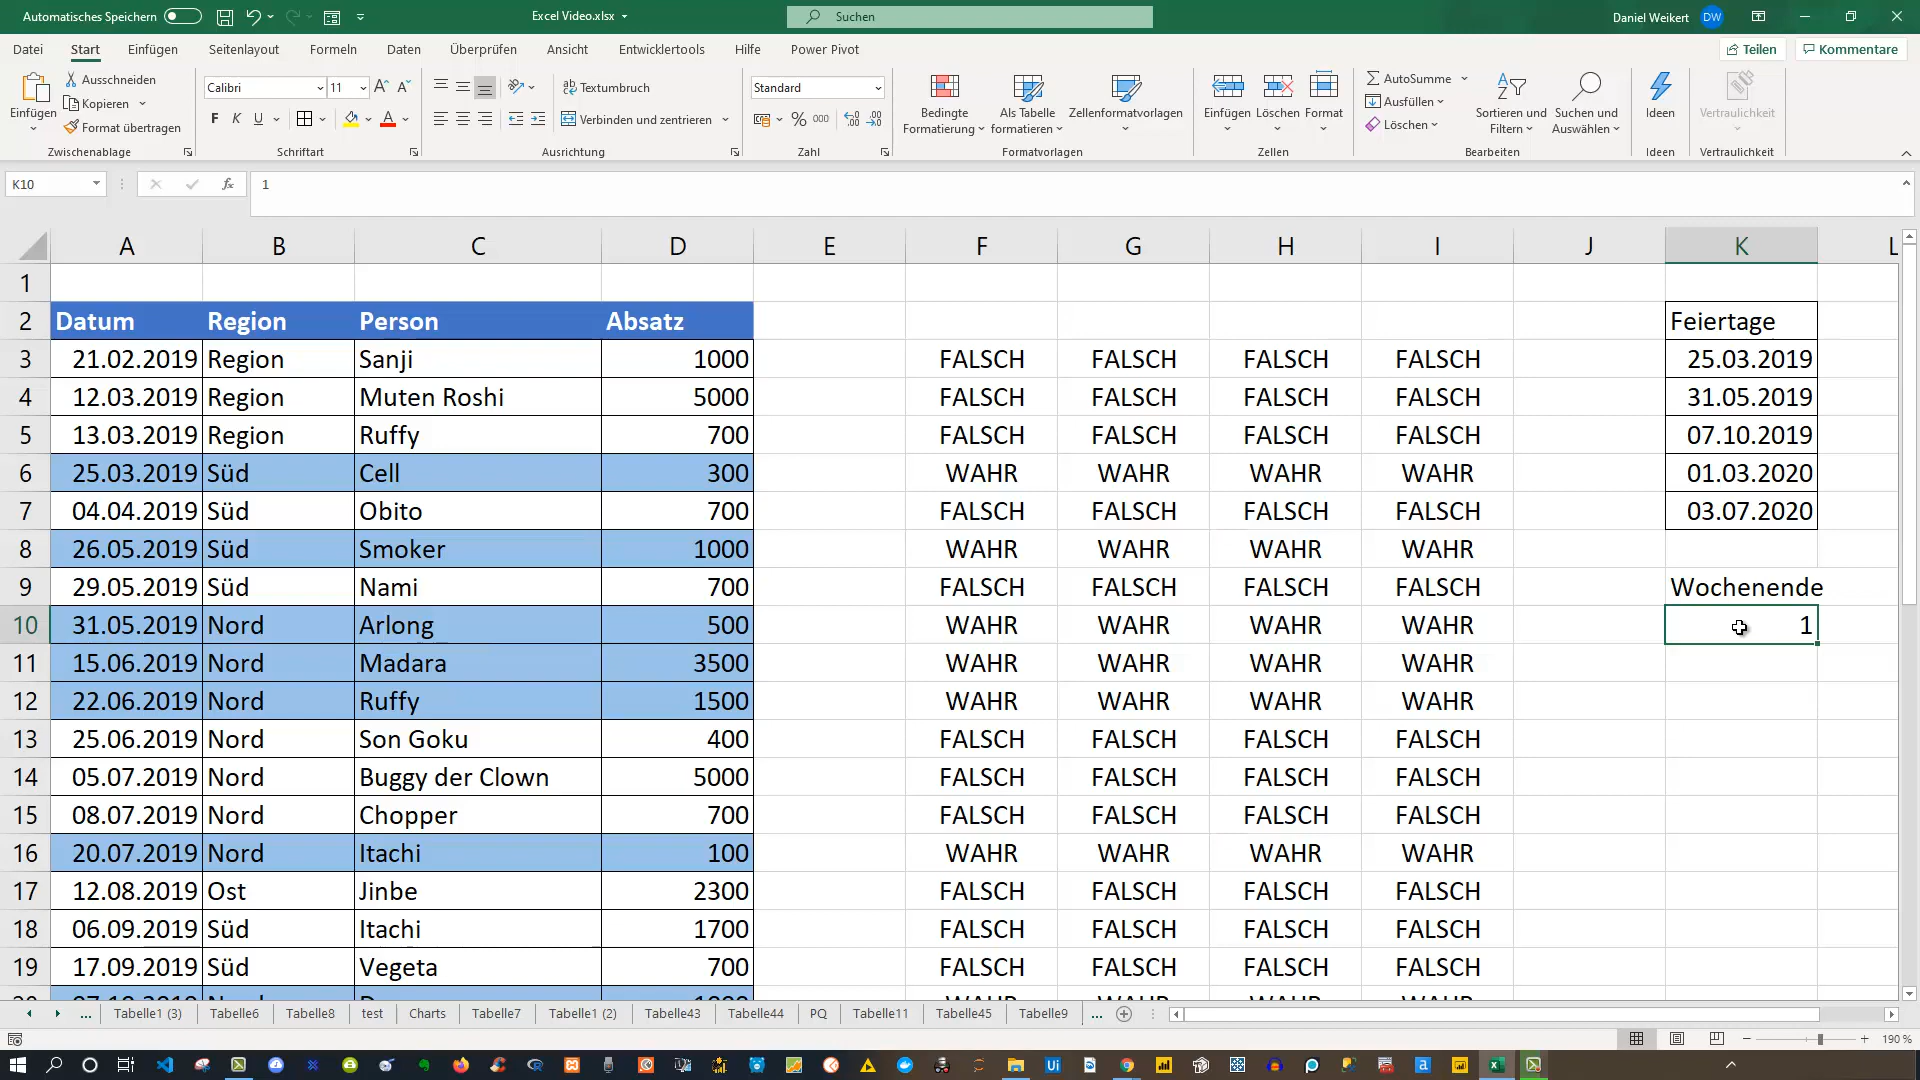 Automatisches Speichern
Excel Video.xlsx
Suchen
Daniel Weikert DW
Datei Start Einfügen Seitenlayout Formeln Daten Überprüfen Ansicht Entwicklertools Hilfe Power Pivot Teilen Kommentare
Einfügen
Ausschneiden
Kopieren
Format übertragen
Zwischenablage
Calibri 11
F K U
Schriftart
Textumbruch
Verbinden und zentrieren
Ausrichtung
Standard
% 000
Zahl
Bedingte
Formatierung
Als Tabelle
formatieren
Zellenformatvorlagen
Formatvorlagen
Einfügen Löschen Format
Zellen
AutoSumme
Ausfüllen
Löschen
Sortieren und
Filtern
Suchen und
Auswählen
Bearbeiten
Ideen
Ideen
Vertraulichkeit
Vertraulichkeit
K10 fx 1
A B C D E F G H I J K L
1
2 Datum Region Person Absatz Feiertage
3 21.02.2019 Region Sanji 1000 FALSCH FALSCH FALSCH FALSCH 25.03.2019
4 12.03.2019 Region Muten Roshi 5000 FALSCH FALSCH FALSCH FALSCH 31.05.2019
5 13.03.2019 Region Ruffy 700 FALSCH FALSCH FALSCH FALSCH 07.10.2019
6 25.03.2019 Süd Cell 300 WAHR WAHR WAHR WAHR 01.03.2020
7 04.04.2019 Süd Obito 700 FALSCH FALSCH FALSCH FALSCH 03.07.2020
8 26.05.2019 Süd Smoker 1000 WAHR WAHR WAHR WAHR
9 29.05.2019 Süd Nami 700 FALSCH FALSCH FALSCH FALSCH Wochenende
10 31.05.2019 Nord Arlong 500 WAHR WAHR WAHR WAHR 1
11 15.06.2019 Nord Madara 3500 WAHR WAHR WAHR WAHR
12 22.06.2019 Nord Ruffy 1500 WAHR WAHR WAHR WAHR
13 25.06.2019 Nord Son Goku 400 FALSCH FALSCH FALSCH FALSCH
14 05.07.2019 Nord Buggy der Clown 5000 FALSCH FALSCH FALSCH FALSCH
15 08.07.2019 Nord Chopper 700 FALSCH FALSCH FALSCH FALSCH
16 20.07.2019 Nord Itachi 100 WAHR WAHR WAHR WAHR
17 12.08.2019 Ost Jinbe 2300 FALSCH FALSCH FALSCH FALSCH
18 06.09.2019 Süd Itachi 1700 FALSCH FALSCH FALSCH FALSCH
19 17.09.2019 Süd Vegeta 700 FALSCH FALSCH FALSCH FALSCH
... Tabelle1 (3) Tabelle6 Tabelle8 test Charts Tabelle7 Tabelle1 (2) Tabelle43 Tabelle44 PQ Tabelle11 Tabelle45 Tabelle9 ...
190 %